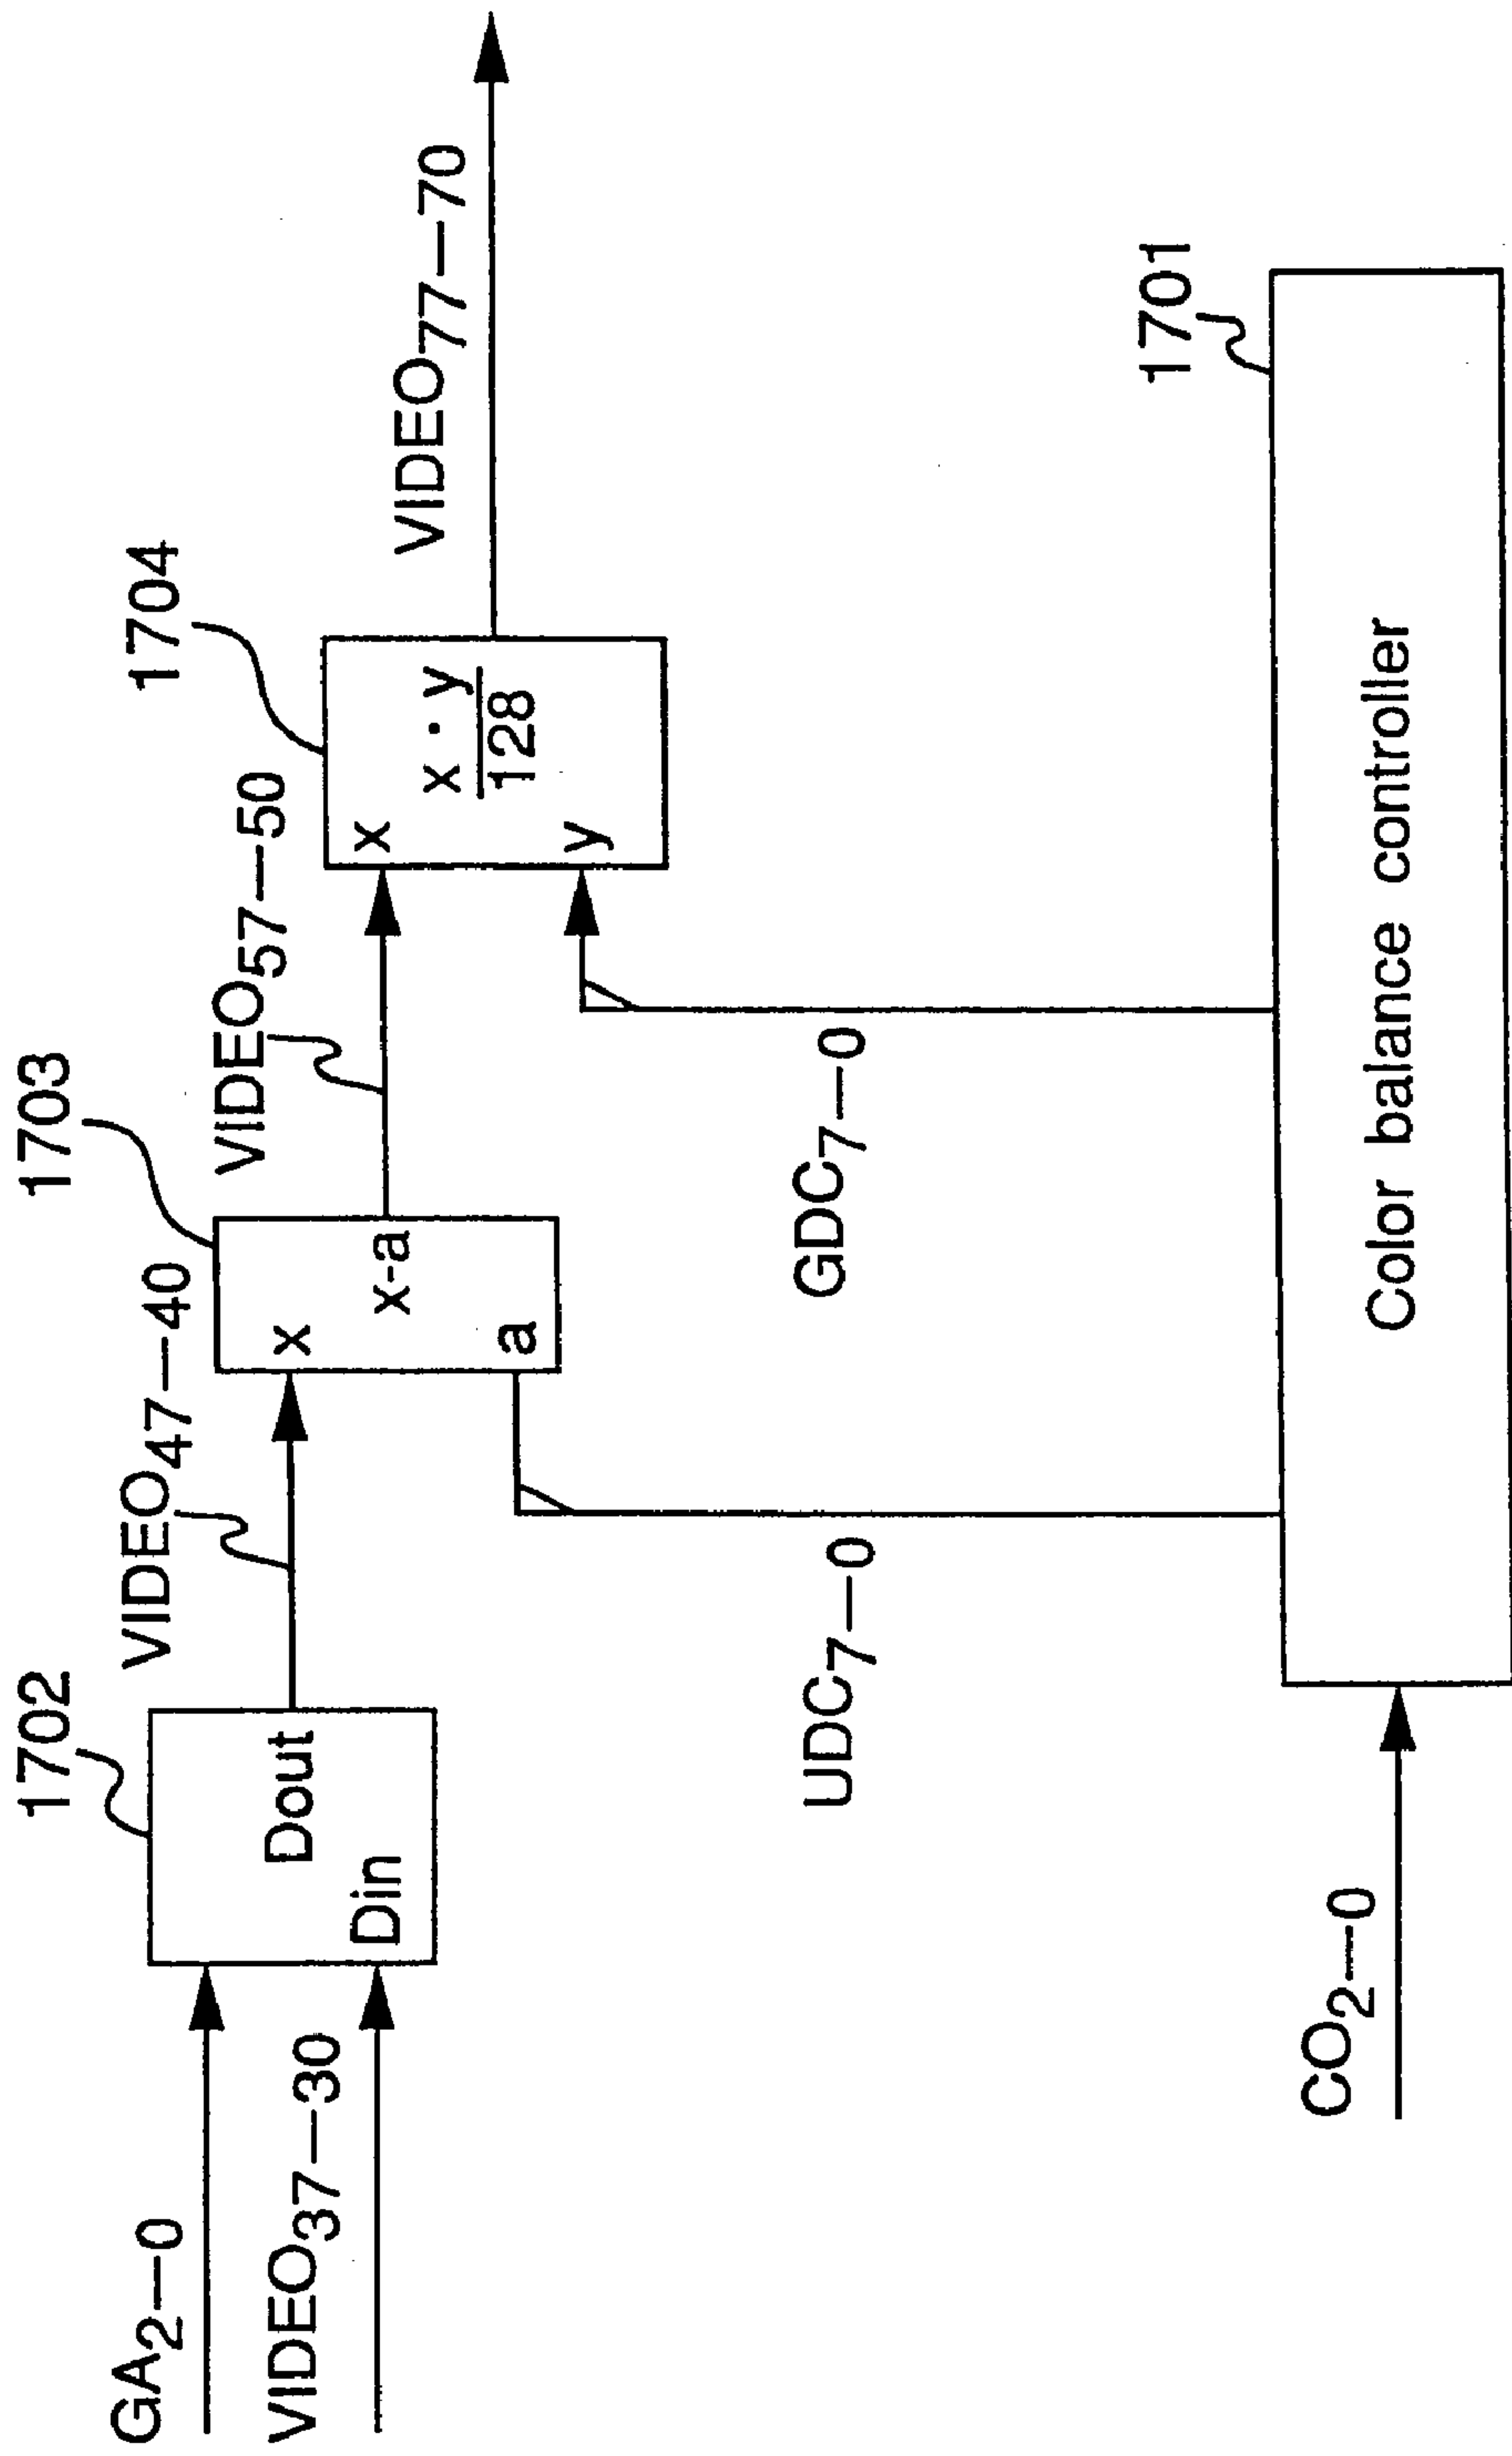 GA2—0
VIDEO37—30
1702
Dout
Din
VIDEO47—40
1703
x
x-a
a
VIDEO57—50
1704
x
x · y
128
y
VIDEO77—70
UDC7—0
GDC7—0
CO2—0
Color balance controller
1701